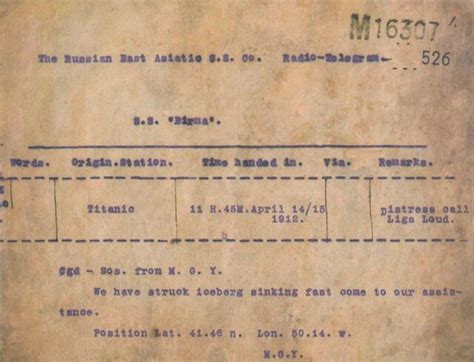 M16307
The Russian East Asiatic S.S. Co. Radio-Telegram. 526
S.S. "Birma".
Words. Origin.Station. Time handed in. Via. Remarks.
Titanic 11 H.45M.April 14/15 Distress call
1912. Ligs Loud.
Cgd - Sos. from M. G. Y.
We have struck iceberg sinking fast come to our assis-
tance.
Position Lat. 41.46 n. Lon. 50.14. w.
M.G.Y.